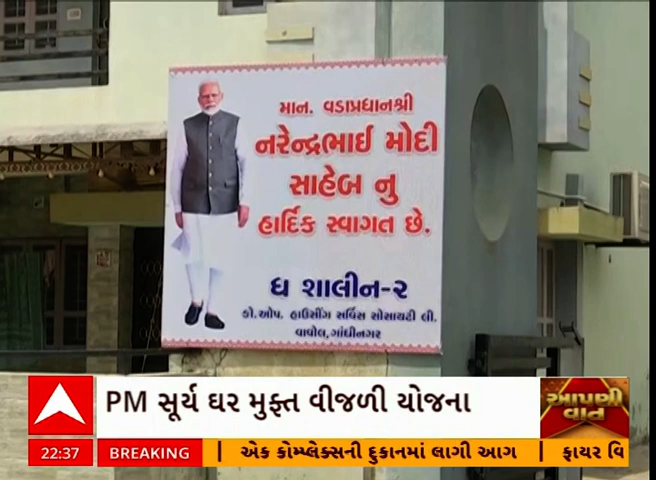 માન. વડાપ્રધાનશ્રી
નરેન્દ્રભાઈ મોદી
સાહેબ નુ
હાર્દિક સ્વાગત છે.
ધ શાલીન-૨
કો.ઓપ. હાઉસીંગ સર્વિસ સોસાયટી લી.
વાવોલ,ગાંધીનગર
PM સૂર્ય ઘર મુફ્ત વીજળી યોજના
આપણી
વાત
22:37 BREAKING | એક કોમ્પ્લેક્સની દુકાનમાં લાગી આગ | ફાયર વિ